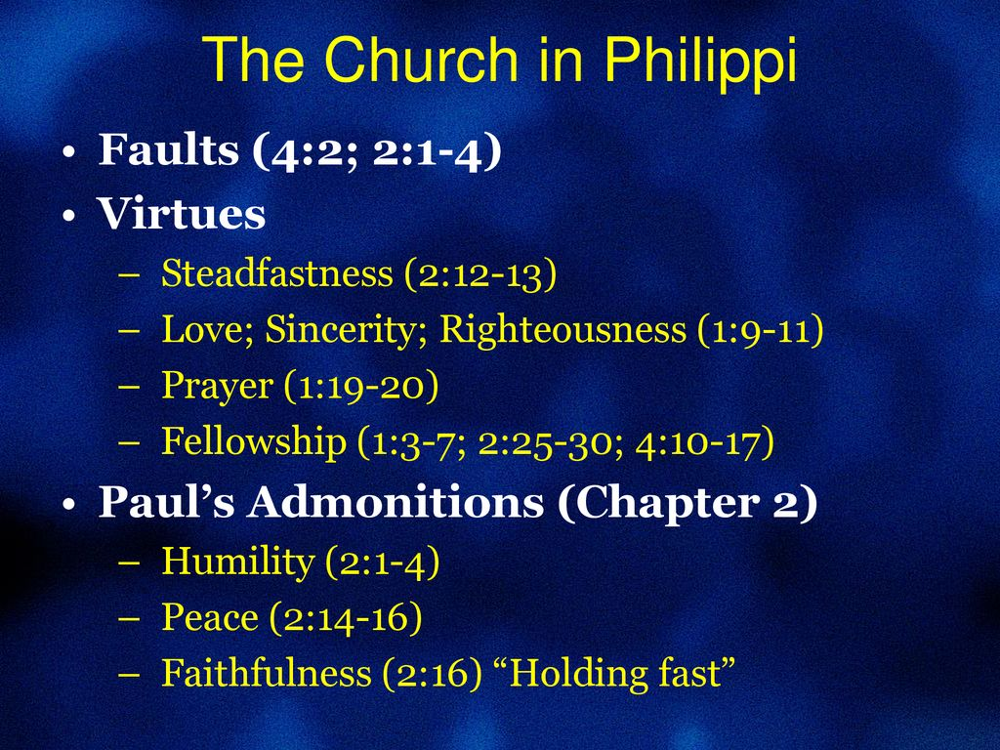 The Church in Philippi
• Faults (4:2; 2:1-4)
• Virtues
– Steadfastness (2:12-13)
– Love; Sincerity; Righteousness (1:9-11)
– Prayer (1:19-20)
– Fellowship (1:3-7; 2:25-30; 4:10-17)
• Paul’s Admonitions (Chapter 2)
– Humility (2:1-4)
– Peace (2:14-16)
– Faithfulness (2:16) “Holding fast”